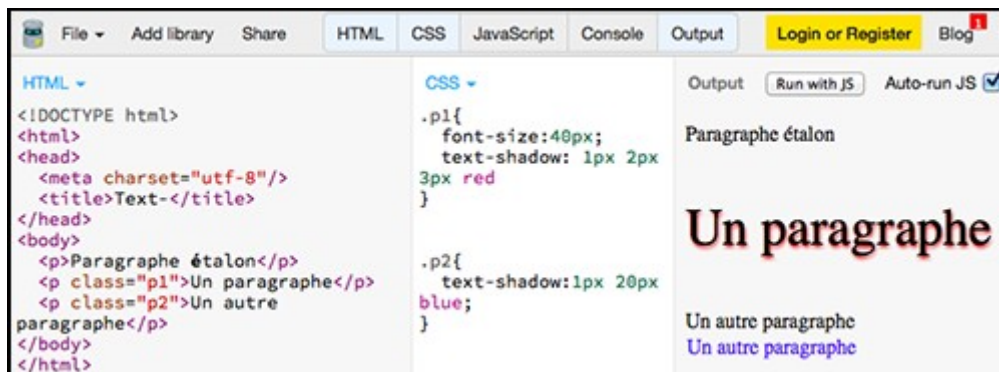 File Add library Share HTML CSS JavaScript Console Output Login or Register Blog 1
HTML
<!DOCTYPE html>
<html>
<head>
<meta charset="utf-8"/>
<title>Text-</title>
</head>
<body>
<p>Paragraphe étalon</p>
<p class="p1">Un paragraphe</p>
<p class="p2">Un autre
paragraphe</p>
</body>
</html>
CSS
.p1{
font-size:40px;
text-shadow: 1px 2px
3px red
}
.p2{
text-shadow:1px 20px
blue;
}
Output Run with JS Auto-run JS
Paragraphe étalon
Un paragraphe
Un autre paragraphe
Un autre paragraphe